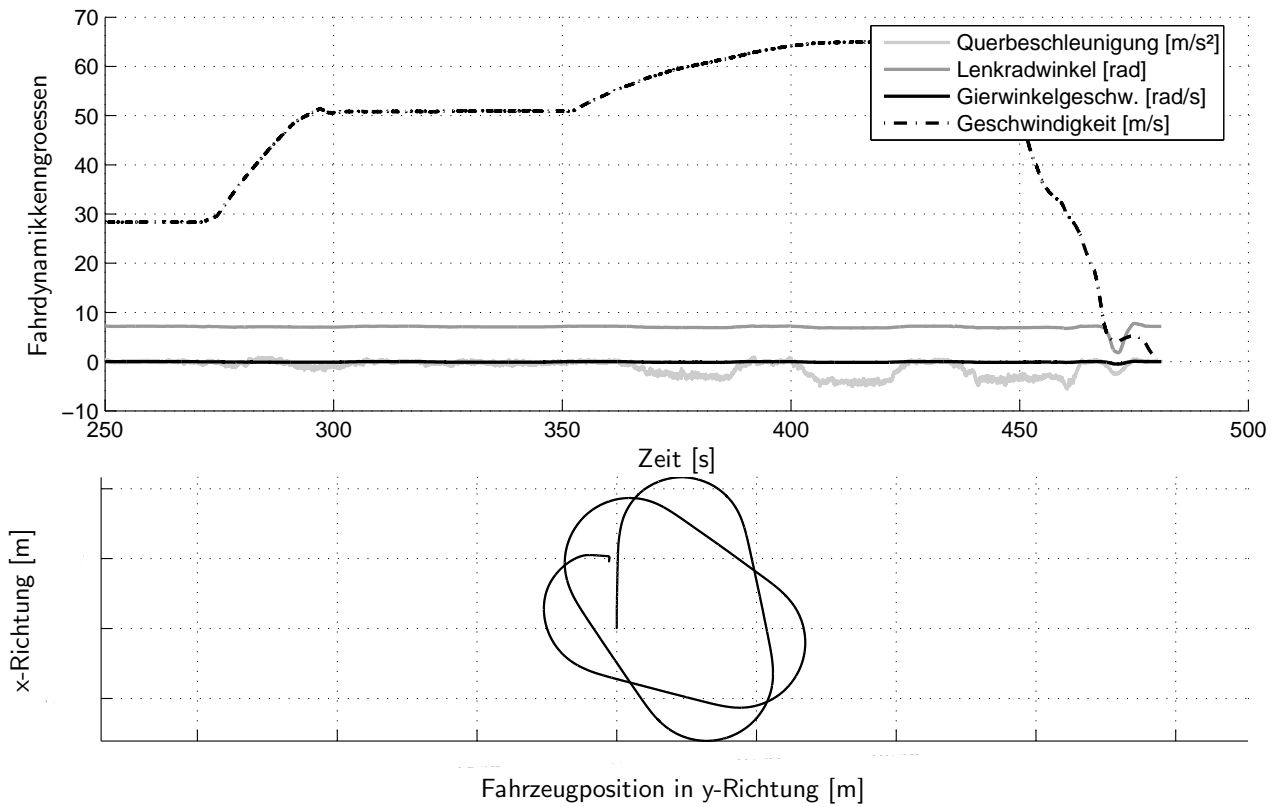 70
60
50
40
30
20
10
0
−10
Fahrdynamikkenngroessen
Querbeschleunigung [m/s²]
Lenkradwinkel [rad]
Gierwinkelgeschw. [rad/s]
Geschwindigkeit [m/s]
250 300 350 400 450 500
Zeit [s]
x-Richtung [m]
Fahrzeugposition in y-Richtung [m]